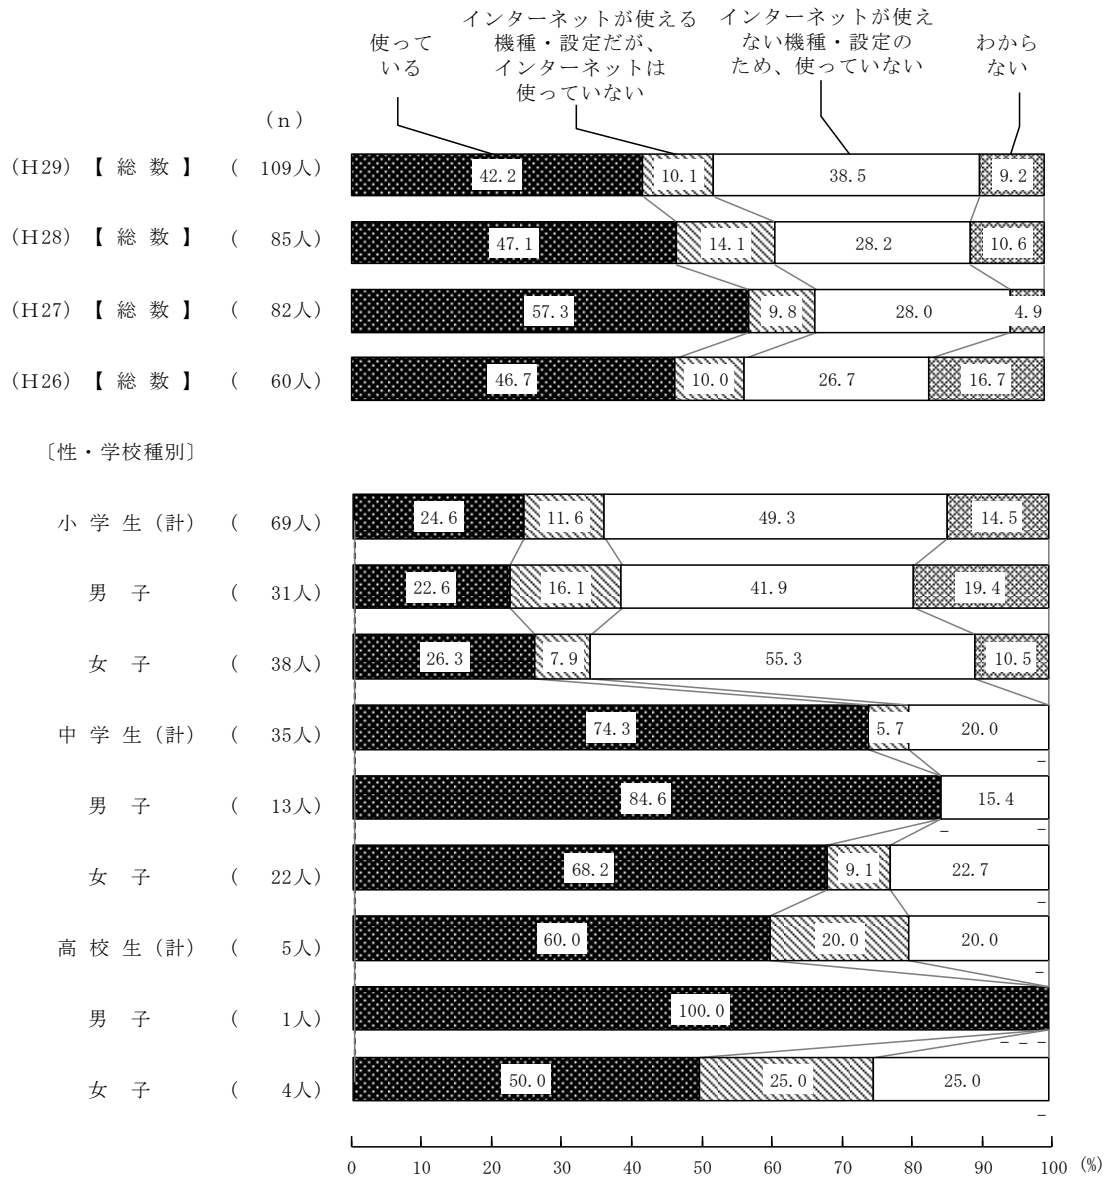 使って
いる
インターネットが使える
機種・設定だが、
インターネットは
使っていない
インターネットが使え
ない機種・設定の
ため、使っていない
わから
ない
（ｎ）
（H29）【 総 数 】 （ 109人） 42.2 10.1 38.5 9.2
（H28）【 総 数 】 （ 85人） 47.1 14.1 28.2 10.6
（H27）【 総 数 】 （ 82人） 57.3 9.8 28.0 4.9
（H26）【 総 数 】 （ 60人） 46.7 10.0 26.7 16.7
〔性・学校種別〕
小 学 生（計） （ 69人） 24.6 11.6 49.3 14.5
男 子 （ 31人） 22.6 16.1 41.9 19.4
女 子 （ 38人） 26.3 7.9 55.3 10.5
中 学 生（計） （ 35人） 74.3 5.7 20.0 －
男 子 （ 13人） 84.6 － 15.4 －
女 子 （ 22人） 68.2 9.1 22.7 －
高 校 生（計） （ 5人） 60.0 20.0 20.0 －
男 子 （ 1人） 100.0 － － －
女 子 （ 4人） 50.0 25.0 25.0 －
0 10 20 30 40 50 60 70 80 90 100 (%)